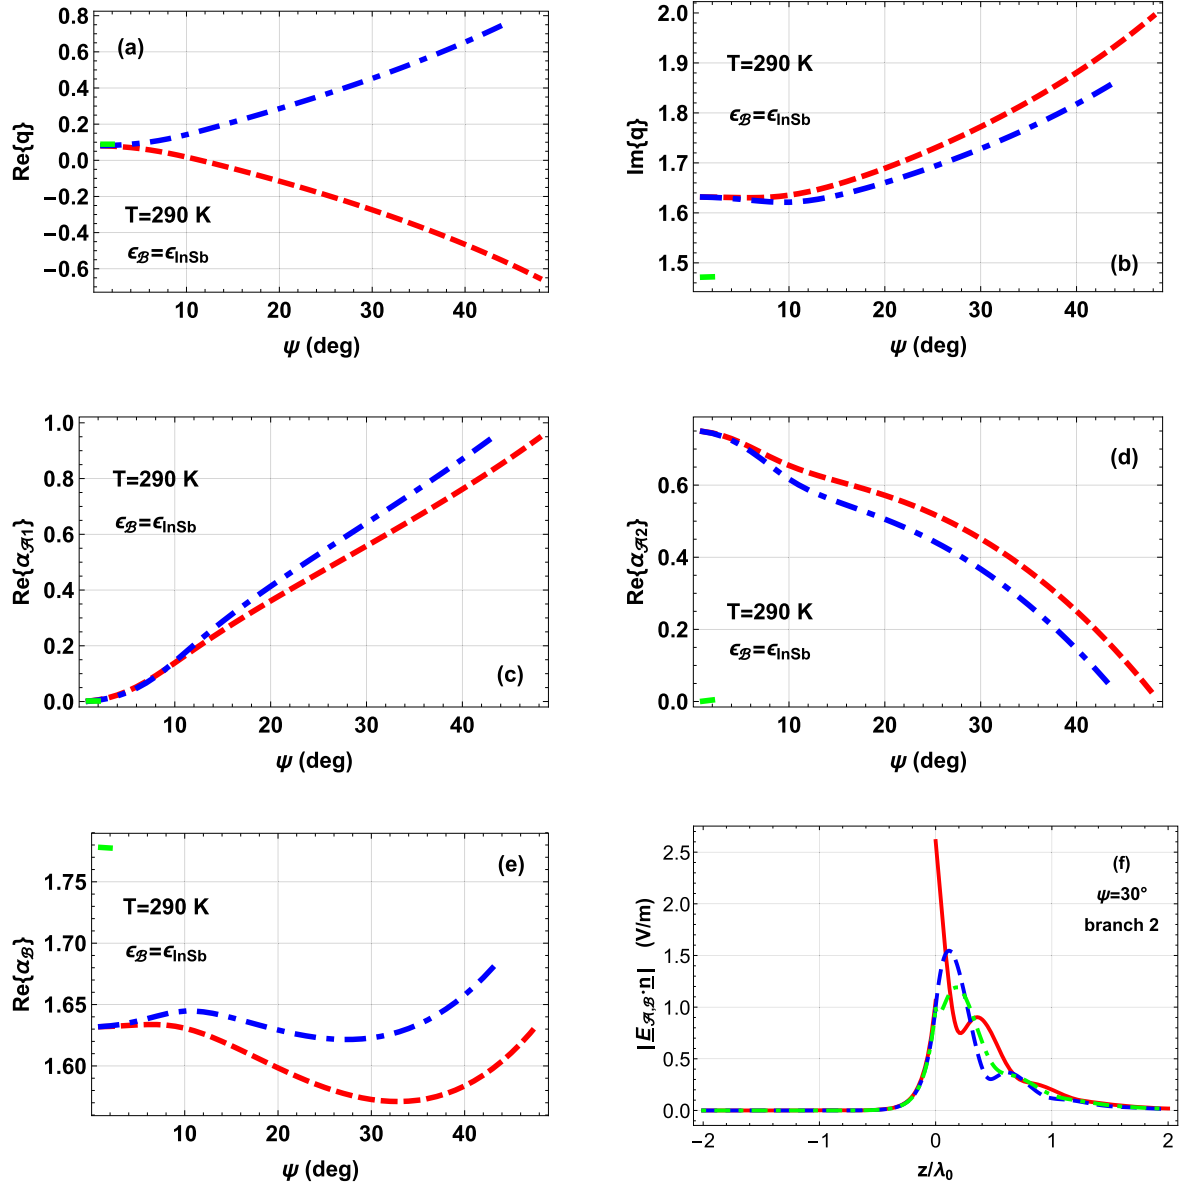 0.8
0.6
0.4
0.2
0.0
−0.2
−0.4
−0.6
Re{q}
(a)
T=290 K
ϵℬ=ϵInSb
10 20 30 40
ψ (deg)
2.0
1.9
1.8
1.7
1.6
1.5
Im{q}
T=290 K
ϵℬ=ϵInSb
(b)
10 20 30 40
ψ (deg)
1.0
0.8
0.6
0.4
0.2
0.0
Re{α𝒜1}
T=290 K
ϵℬ=ϵInSb
(c)
10 20 30 40
ψ (deg)
0.6
0.4
0.2
0.0
Re{α𝒜2}
(d)
T=290 K
ϵℬ=ϵInSb
10 20 30 40
ψ (deg)
1.75
1.70
1.65
1.60
Re{αℬ}
(e)
T=290 K
ϵℬ=ϵInSb
10 20 30 40
ψ (deg)
2.5
2.0
1.5
1.0
0.5
0.0
|E𝒜,ℬ·n| (V/m)
(f)
ψ=30°
branch 2
−2 −1 0 1 2
z/λ0